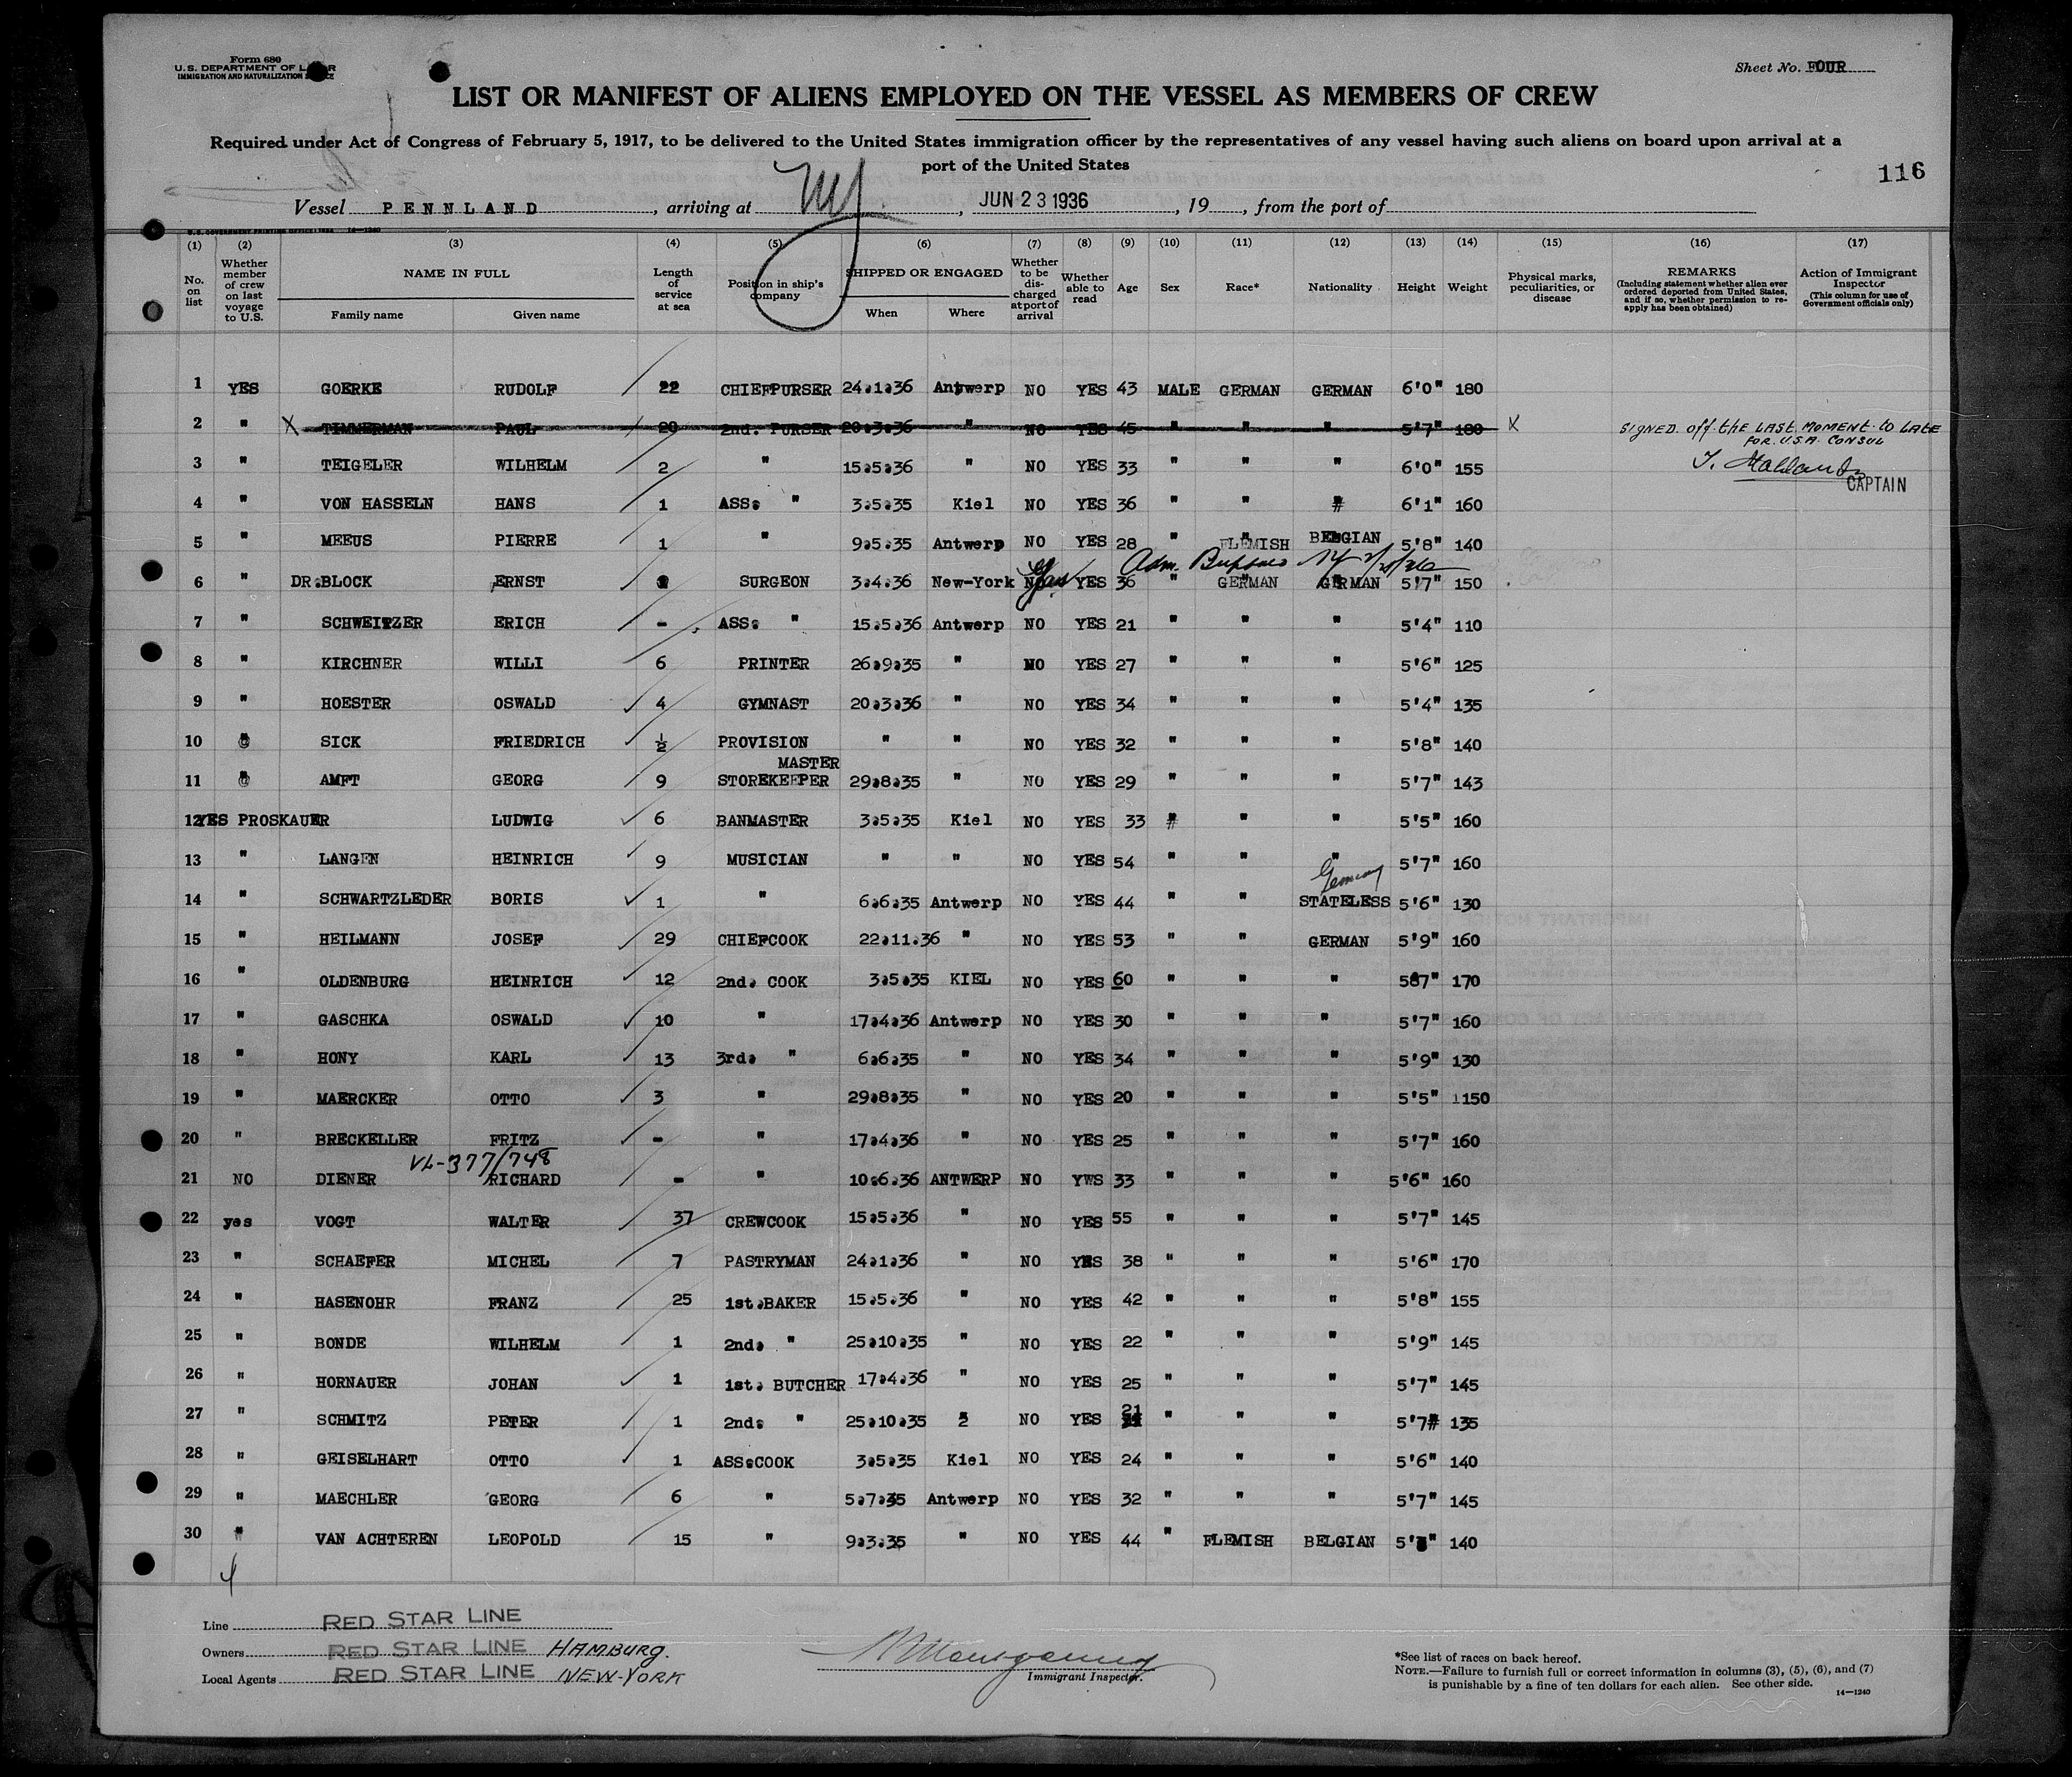 Form 680
U. S. DEPARTMENT OF LABOR
IMMIGRATION AND NATURALIZATION SERVICE
Sheet No. FOUR
LIST OR MANIFEST OF ALIENS EMPLOYED ON THE VESSEL AS MEMBERS OF CREW
Required under Act of Congress of February 5, 1917, to be delivered to the United States immigration officer by the representatives of any vessel having such aliens on board upon arrival at a
port of the United States
116
Vessel PENNLAND, arriving at NY, JUN 23 1936, 19, from the port of
U.S. GOVERNMENT PRINTING OFFICE: 1934 14—1240
(1) (2) (3) (4) (5) (6) (7) (8) (9) (10) (11) (12) (13) (14) (15) (16) (17)
No. on list
Whether member of crew on last voyage to U.S.
NAME IN FULL
Family name Given name
Length of service at sea
Position in ship's company
SHIPPED OR ENGAGED
When Where
Whether to be discharged at port of arrival
Whether able to read
Age
Sex
Race*
Nationality
Height
Weight
Physical marks, peculiarities, or disease
REMARKS
(Including statement whether alien ever ordered deported from United States, and if so, whether permission to reapply has been obtained)
Action of Immigrant Inspector
(This column for use of Government officials only)
1 YES GOERKE RUDOLF 22 CHIEFPURSER 24.1.36 Antwerp NO YES 43 MALE GERMAN GERMAN 6'0" 180
2 " X TIMMERMAN PAUL 20 2nd. PURSER 20.3.36 " NO YES 45 " " " 5'7" 180 X SIGNED off the LAST MOMENT to LATE
FOR USA CONSUL
3 " TEIGELER WILHELM 2 " 15.5.36 " NO YES 33 " " " 6'0" 155
CAPTAIN
4 " VON HASSELN HANS 1 ASS. " 3.5.35 Kiel NO YES 36 " " # 6'1" 160
5 " MEEUS PIERRE 1 " 9.5.35 Antwerp NO YES 28 " FLEMISH BELGIAN 5'8" 140
Adm. Buffalo NY
6 " DR.BLOCK ERNST SURGEON 3.4.36 New-York YES 36 " GERMAN GERMAN 5'7" 150
7 " SCHWEITZER ERICH - ASS. " 15.5.36 Antwerp NO YES 21 " " " 5'4" 110
8 " KIRCHNER WILLI 6 PRINTER 26.9.35 " NO YES 27 " " " 5'6" 125
9 " HOESTER OSWALD 4 GYMNAST 20.3.36 " NO YES 34 " " " 5'4" 135
10 " SICK FRIEDRICH ½ PROVISION " " NO YES 32 " " " 5'8" 140
MASTER
11 " AMFT GEORG 9 STOREKEEPER 29.8.35 " NO YES 29 " " " 5'7" 143
12 YES PROSKAUER LUDWIG 6 BANMASTER 3.5.35 Kiel NO YES 33 # " " 5'5" 160
13 " LANGEN HEINRICH 9 MUSICIAN " " NO YES 54 " " " 5'7" 160
Germany
14 " SCHWARTZLEDER BORIS 1 " 6.6.35 Antwerp NO YES 44 " " STATELESS 5'6" 130
15 " HEILMANN JOSEF 29 CHIEFCOOK 22.11.36 " NO YES 53 " " GERMAN 5'9" 160
16 " OLDENBURG HEINRICH 12 2nd. COOK 3.5.35 KIEL NO YES 60 " " " 587" 170
17 " GASCHKA OSWALD 10 " 17.4.36 Antwerp NO YES 30 " " " 5'7" 160
18 " HONY KARL 13 3rd. " 6.6.35 " NO YES 34 " " " 5'9" 130
19 " MAERCKER OTTO 3 " 29.8.35 " NO YES 20 " " " 5'5" 1150
20 " BRECKELLER FRITZ - " 17.4.36 " NO YES 25 " " " 5'7" 160
VL-377/748
21 NO DIENER RICHARD - " 10.6.36 ANTWERP NO YWS 33 " " " 5'6" 160
22 yes VOGT WALTER 37 CREWCOOK 15.5.36 " NO YES 55 " " " 5'7" 145
23 " SCHAEFER MICHEL 7 PASTRYMAN 24.1.36 " NO YES 38 " " " 5'6" 170
24 " HASENOHR FRANZ 25 1st.BAKER 15.5.36 " NO YES 42 " " " 5'8" 155
25 " BONDE WILHELM 1 2nd. " 25.10.35 " NO YES 22 " " " 5'9" 145
26 " HORNAUER JOHAN 1 1st. BUTCHER 17.4.36 " NO YES 25 " " " 5'7" 145
27 " SCHMITZ PETER 1 2nd. " 25.10.35 2 NO YES 21 " " " 5'7# 135
28 " GEISELHART OTTO 1 ASS.COOK 3.5.35 Kiel NO YES 24 " " " 5'6" 140
29 " MAECHLER GEORG 6 " 5.7.35 Antwerp NO YES 32 " " " 5'7" 145
30 " VAN ACHTEREN LEOPOLD 15 " 9.3.35 " NO YES 44 " FLEMISH BELGIAN 140
Line RED STAR LINE
Owners RED STAR LINE HAMBURG.
Local Agents RED STAR LINE NEW-YORK
Immigrant Inspector.
*See list of races on back hereof.
NOTE.—Failure to furnish full or correct information in columns (3), (5), (6), and (7)
is punishable by a fine of ten dollars for each alien. See other side.
14—1240